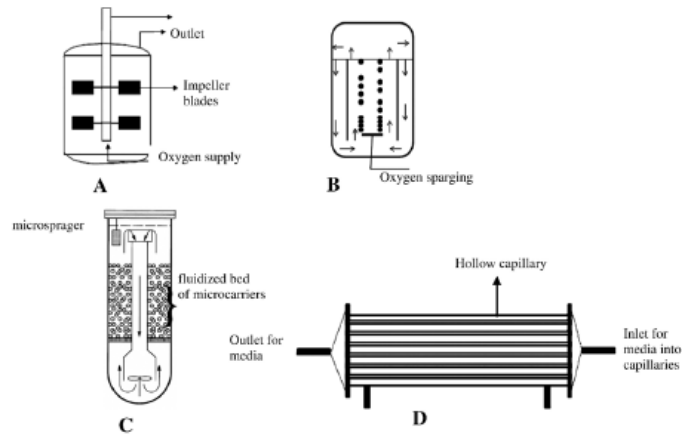 Outlet
Impeller
blades
Oxygen supply
A
Oxygen sparging
B
microsprager
fluidized bed
of microcarriers
C
Hollow capillary
Outlet for
media
Inlet for
media into
capillaries
D